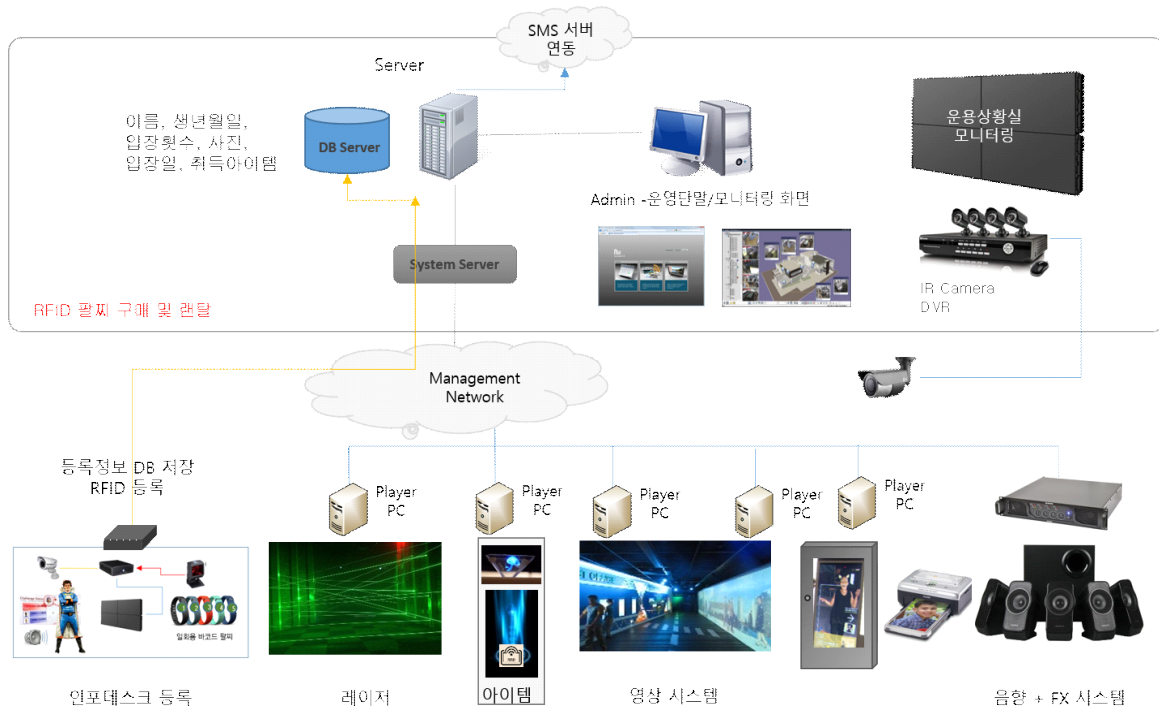 SMS 서버
연동
Server
이름, 생년월일,
입장횟수, 사진,
입장일, 취득아이템
DB Server
운용상황실
모니터링
Admin -운영단말/모니터링 화면
System Server
IR Camera
DVR
RFID 팔찌 구매 및 랜탈
Management
Network
등록정보 DB 저장
RFID 등록
Player
PC
Player
PC
Player
PC
Player
PC
Player
PC
일회용 바코드 팔찌
인포데스크 등록
레이저
아이템
영상 시스템
음향 + FX 시스템